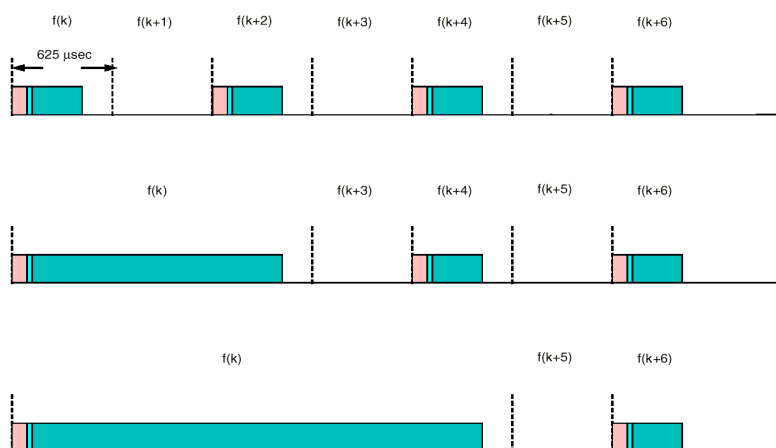 f(k) f(k+1) f(k+2) f(k+3) f(k+4) f(k+5) f(k+6)
625 μsec
f(k) f(k+3) f(k+4) f(k+5) f(k+6)
f(k) f(k+5) f(k+6)